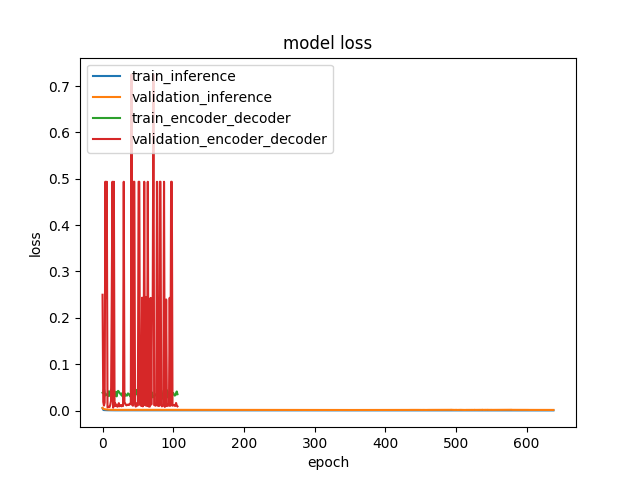 model loss
train_inference
validation_inference
train_encoder_decoder
validation_encoder_decoder
0.7
0.6
0.5
0.4
0.3
0.2
0.1
0.0
loss
0 100 200 300 400 500 600
epoch